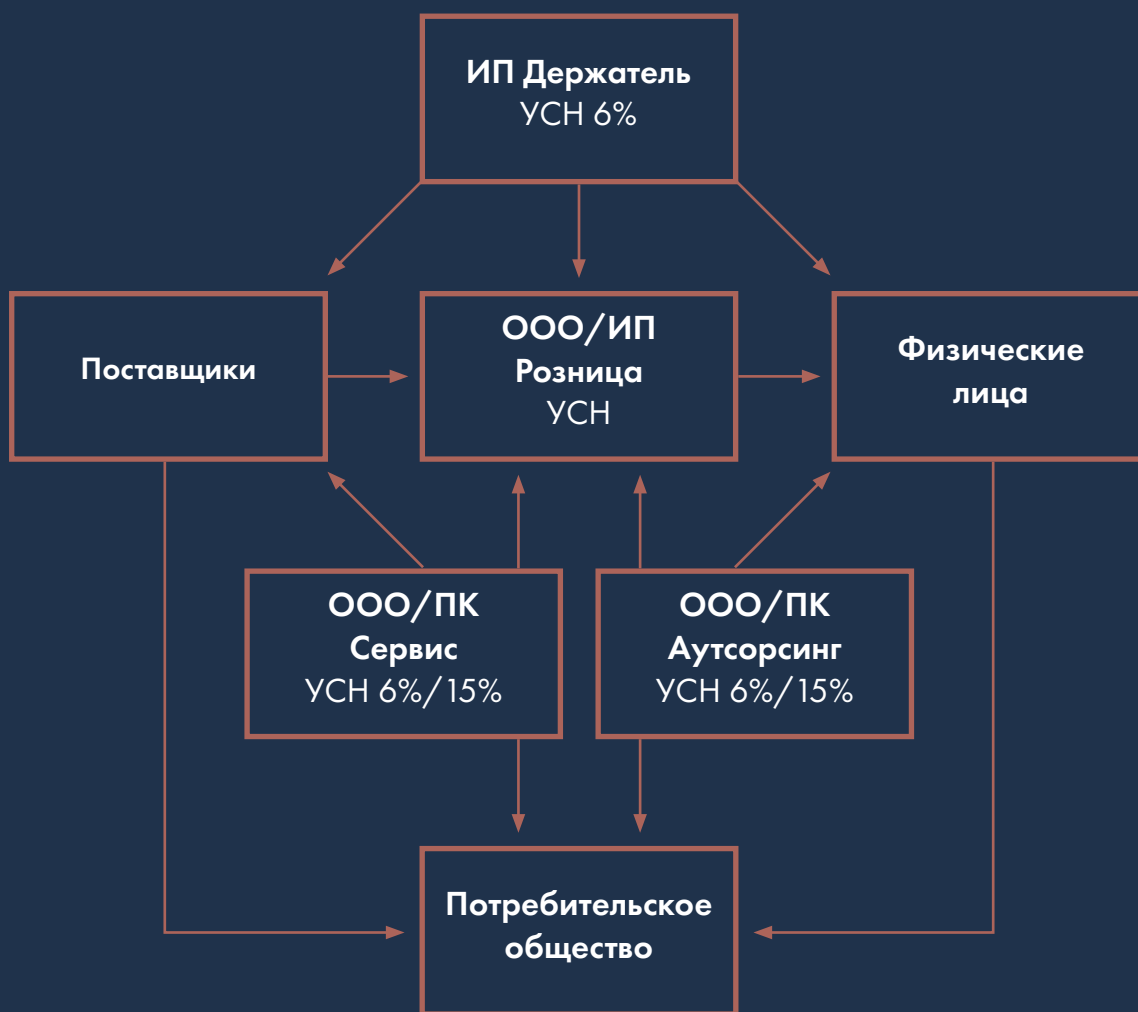 ИП Держатель
УСН 6%
Поставщики
ООО/ИП
Розница
УСН
Физические
лица
ООО/ПК
Сервис
УСН 6%/15%
ООО/ПК
Аутсорсинг
УСН 6%/15%
Потребительское
общество